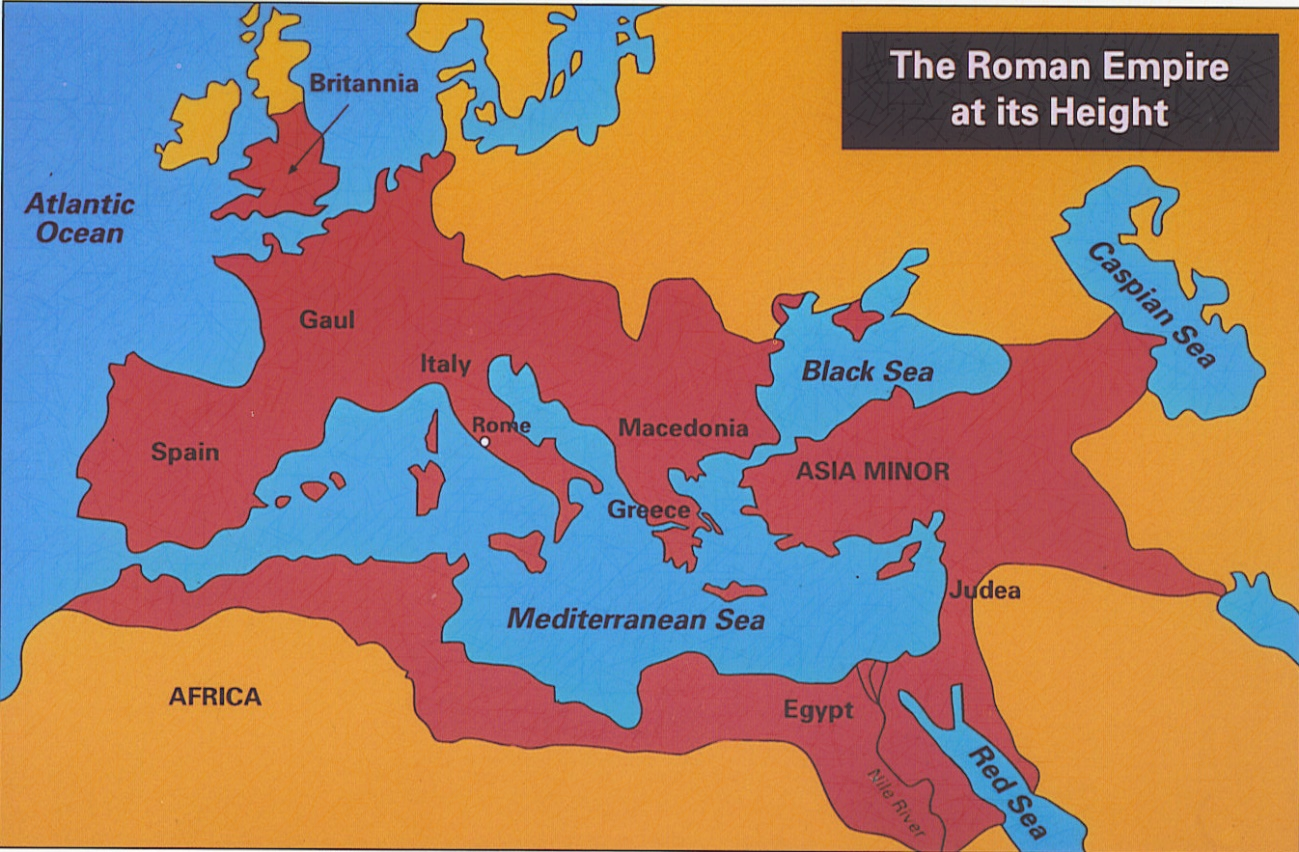 The Roman Empire
at its Height
Britannia
Atlantic
Ocean
Caspian Sea
Gaul
Italy
Black Sea
Rome
Macedonia
Spain
ASIA MINOR
Greece
Judea
Mediterranean Sea
AFRICA
Egypt
Red Sea
Nile River